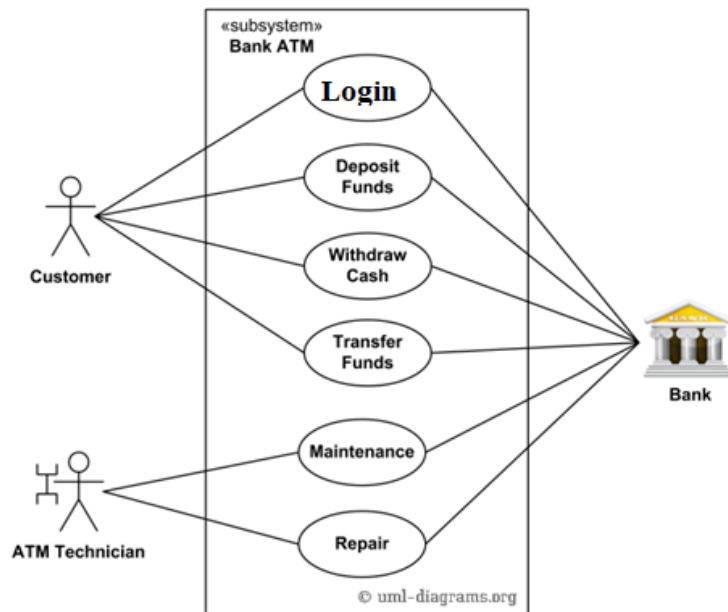 «subsystem»
Bank ATM
Login
Deposit
Funds
Customer
Withdraw
Cash
Transfer
Funds
BANK
Bank
Maintenance
ATM Technician
Repair
© uml-diagrams.org